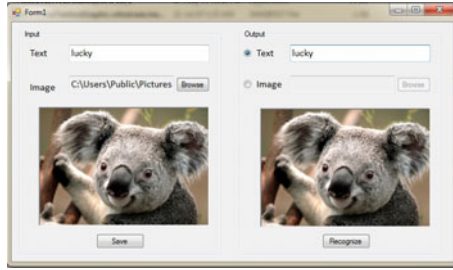 Form1
Input
Text lucky
Image C:\Users\Public\Pictures Browse
Save
Output
Text lucky
Image Browse
Recognize